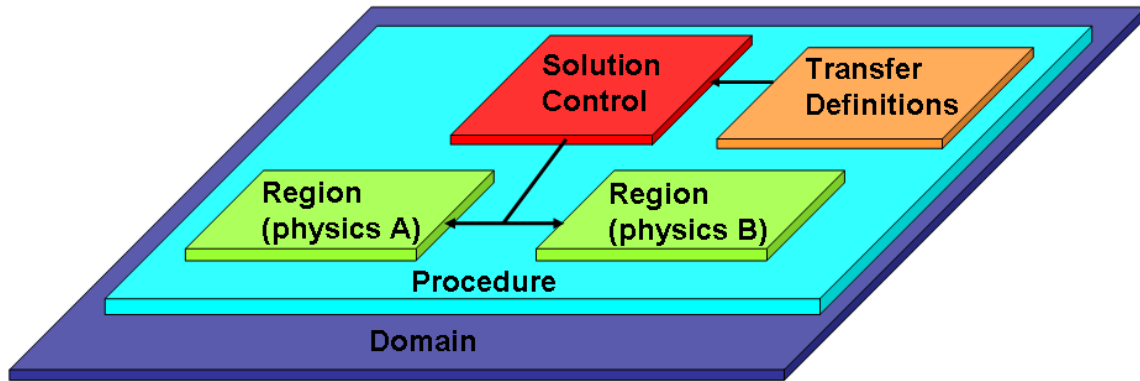 Solution
Control
Transfer
Definitions
Region
(physics A)
Region
(physics B)
Procedure
Domain